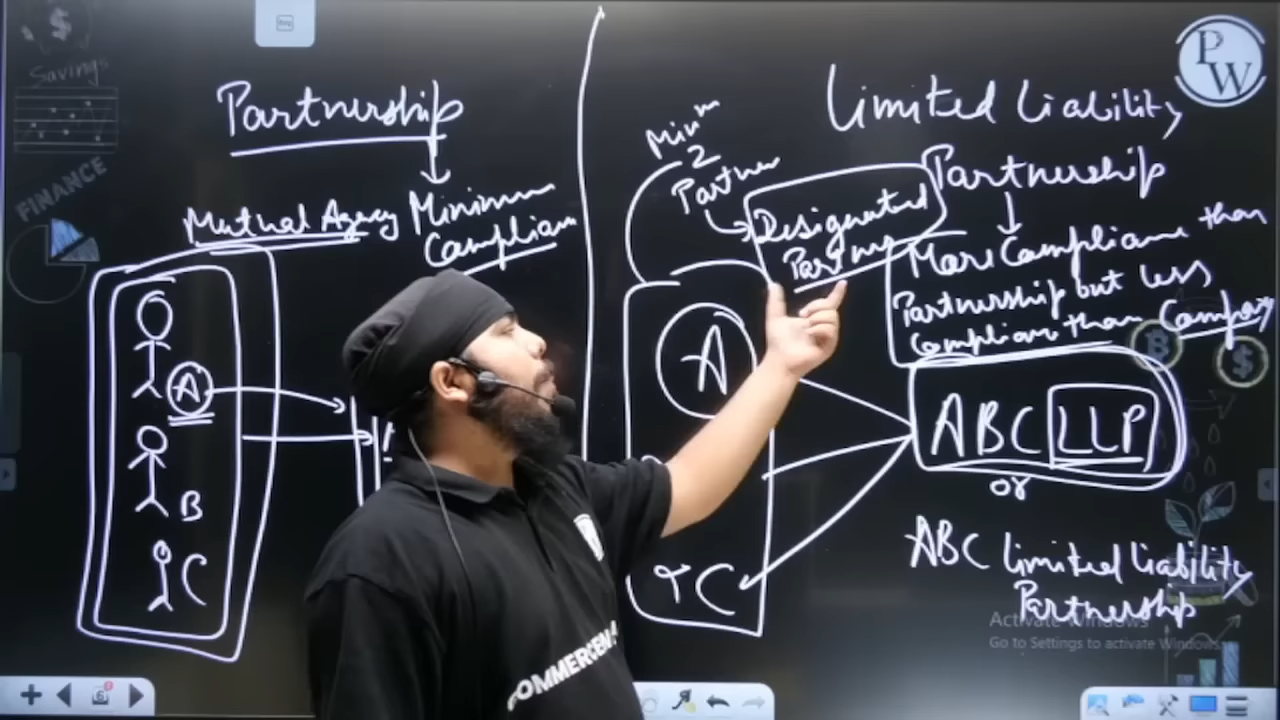 Savings
FINANCE
PW
Partnership
Mutual Agency
Minimum
Complian
A
B
C
Limited Liability
Partnership
Minm
2
Partner
Designated
Partner
More Compliance than
Partnership but less
Compliance than Company
A
C
ABC LLP
or
ABC Limited Liability
Partnership
COMMERCE
Activate Windows
Go to Settings to activate Windows.